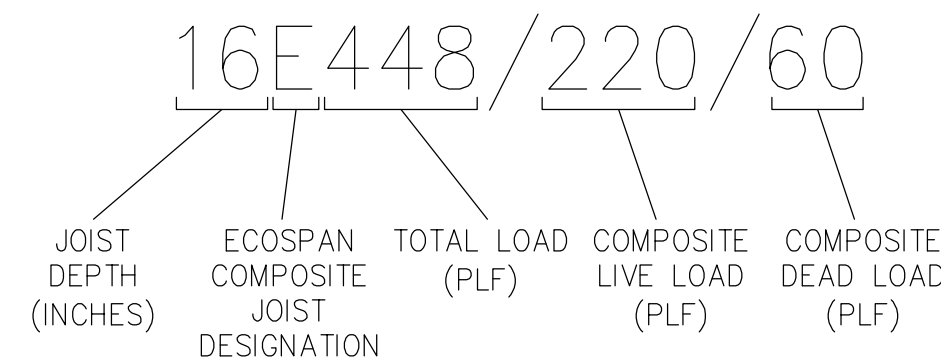 16E448/220/60
JOIST
DEPTH
(INCHES)
ECOSPAN
COMPOSITE
JOIST
DESIGNATION
TOTAL LOAD
(PLF)
COMPOSITE
LIVE LOAD
(PLF)
COMPOSITE
DEAD LOAD
(PLF)